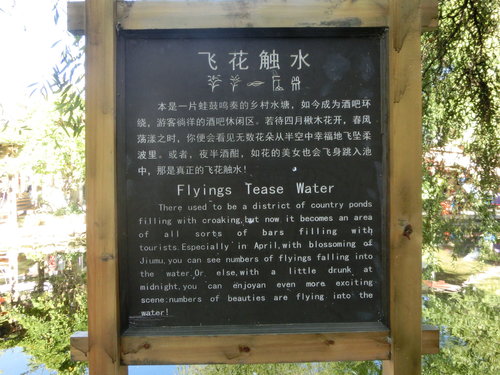 飞花触水
本是一片蛙鼓鸣奏的乡村水塘，如今成为酒吧环
绕，游客徜徉的酒吧休闲区。若待四月楸木花开，春风
荡漾之时，你便会看见无数花朵从半空中幸福地飞坠柔
波里。或者，夜半酒酣，如花的美女也会飞身跳入池
中，那是真正的飞花触水！
Flyings Tease Water
There used to be a district of country ponds
filling with croaking,but now it becomes an area
of all sorts of bars filling with
tourists.Especially in April,with blossoming of
Jiumu,you can see numbers of flyings falling into
the water.Or else,with a little drunk at
midnight,you can enjoyan even more exciting
scene:numbers of beauties are flying into the
water!